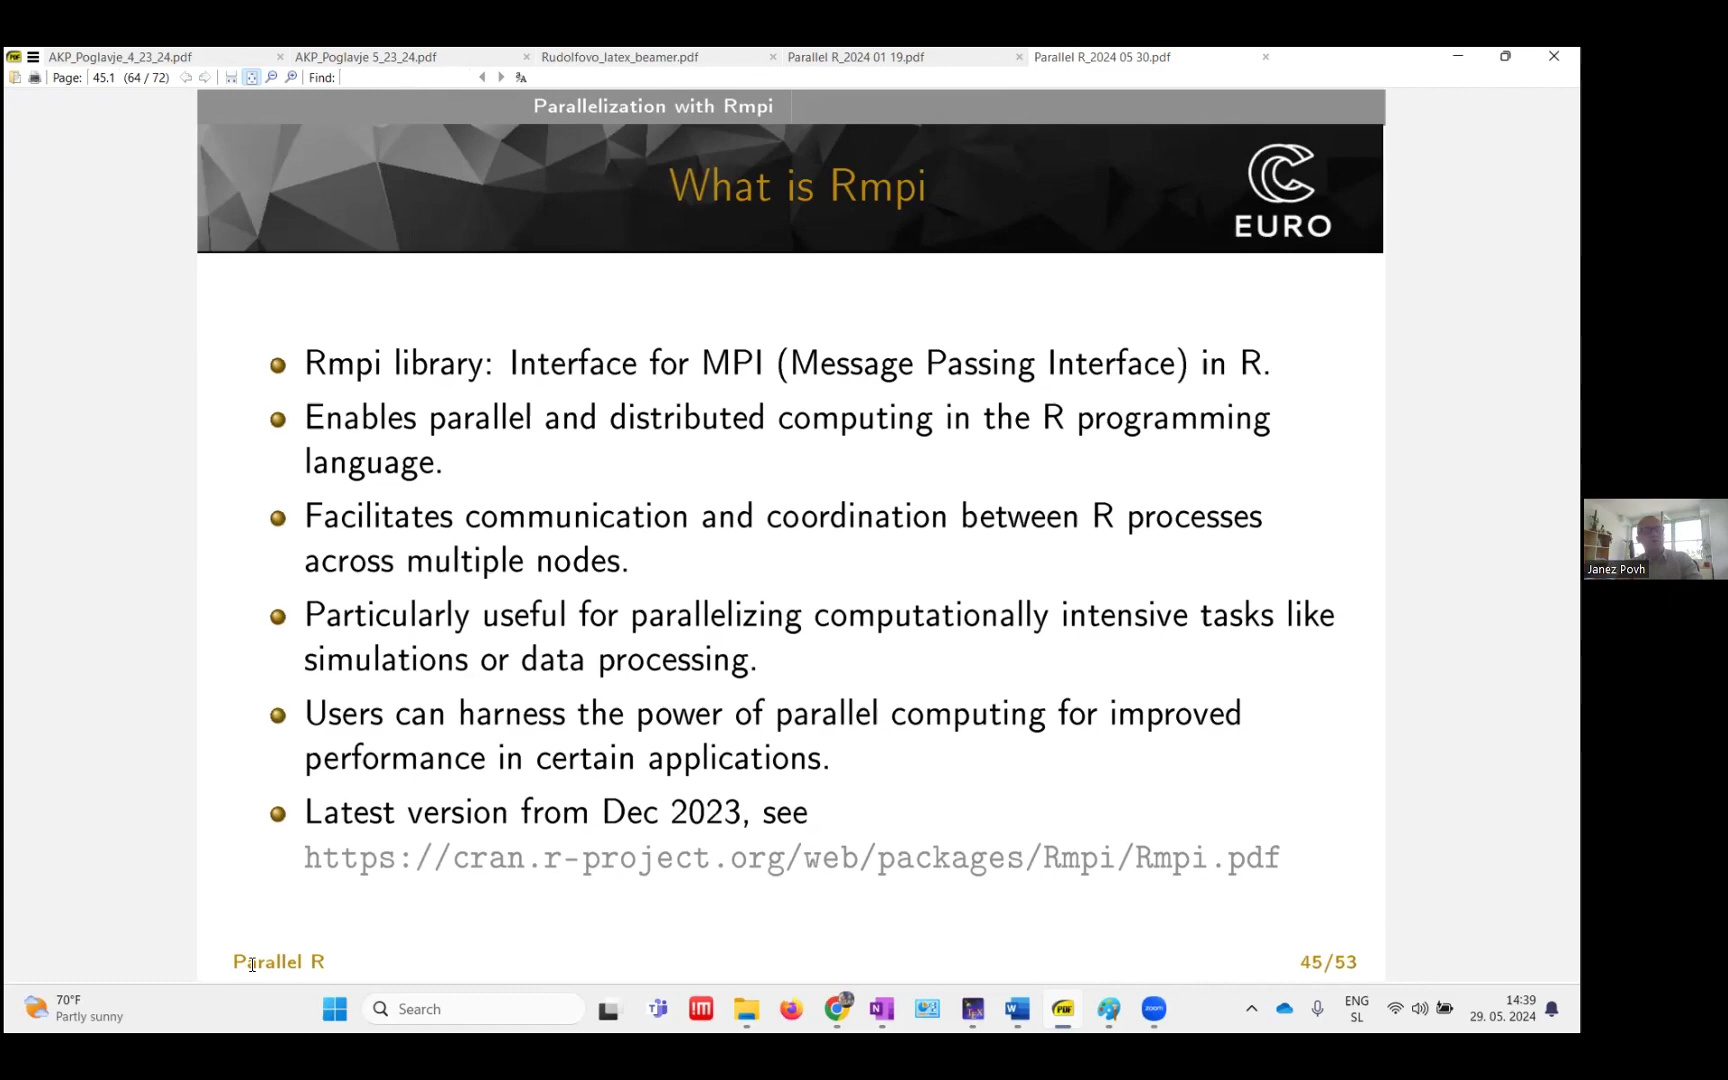 AKP_Poglavje_4_23_24.pdf AKP_Poglavje 5_23_24.pdf Rudolfovo_latex_beamer.pdf Parallel R_2024 01 19.pdf Parallel R_2024 05 30.pdf
Page: 45.1 (64 / 72) Find:
Parallelization with Rmpi
What is Rmpi
EURO
Rmpi library: Interface for MPI (Message Passing Interface) in R.
Enables parallel and distributed computing in the R programming
language.
Facilitates communication and coordination between R processes
across multiple nodes.
Particularly useful for parallelizing computationally intensive tasks like
simulations or data processing.
Users can harness the power of parallel computing for improved
performance in certain applications.
Latest version from Dec 2023, see
https://cran.r-project.org/web/packages/Rmpi/Rmpi.pdf
Janez Povh
Parallel R 45/53
70°F
Partly sunny
Search
ENG
SL
14:39
29. 05. 2024